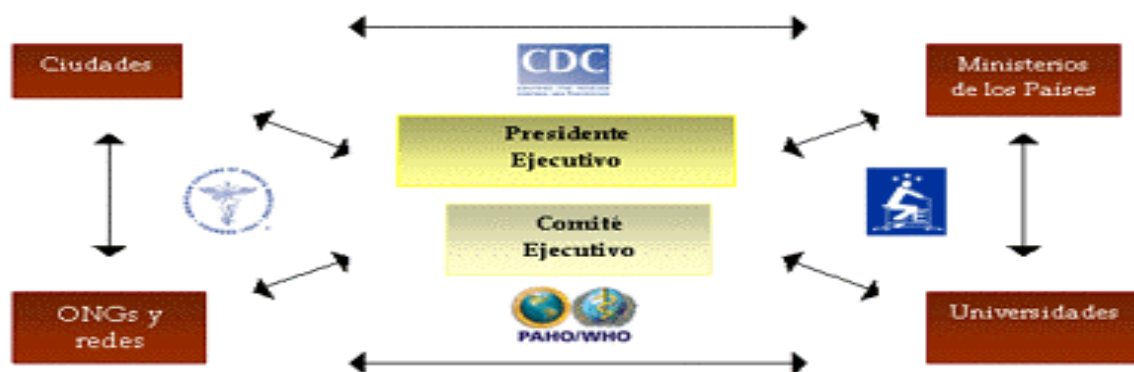 Ciudades
CDC
Ministerios
de los Países
Presidente
Ejecutivo
Comité
Ejecutivo
ONGs y
redes
PAHO/WHO
Universidades